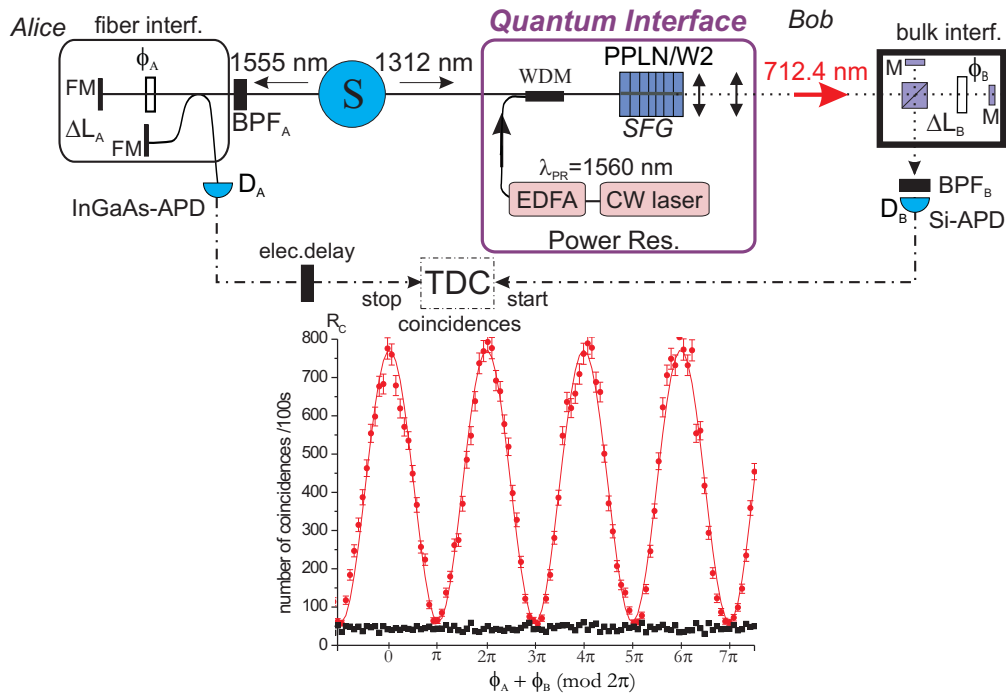 Alice
fiber interf.
Quantum Interface
Bob
bulk interf.
ϕA
1555 nm
1312 nm
WDM
PPLN/W2
712.4 nm
M
ϕB
FM
S
ΔLA
BPFA
SFG
ΔLB
M
FM
λPR=1560 nm
DA
EDFA
CW laser
BPFB
InGaAs-APD
DB
Si-APD
Power Res.
elec.delay
TDC
stop
start
coincidences
RC
800
700
600
500
400
300
200
100
0
number of coincidences /100s
0 π 2π 3π 4π 5π 6π 7π
ϕA + ϕB (mod 2π)